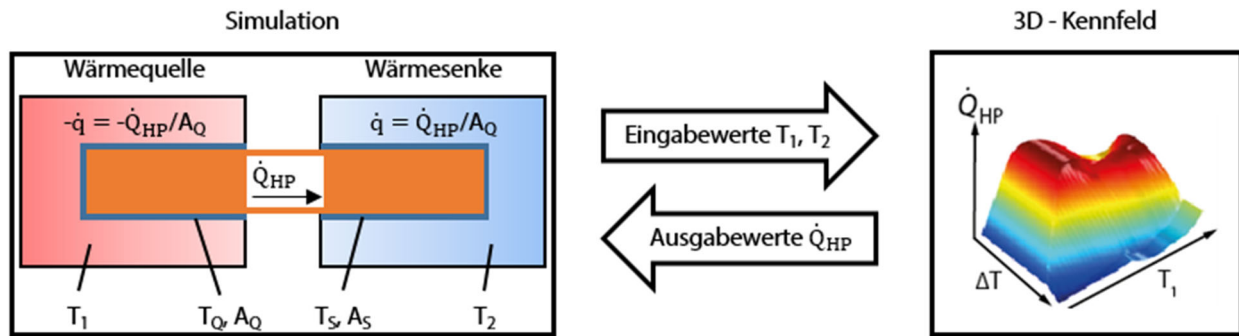 Simulation
Wärmequelle
Wärmesenke
-q̇ = -Q̇HP/AQ
q̇ = Q̇HP/AQ
Q̇HP
T1
TQ, AQ
TS, AS
T2
Eingabewerte T1, T2
Ausgabewerte Q̇HP
3D - Kennfeld
Q̇HP
ΔT
T1